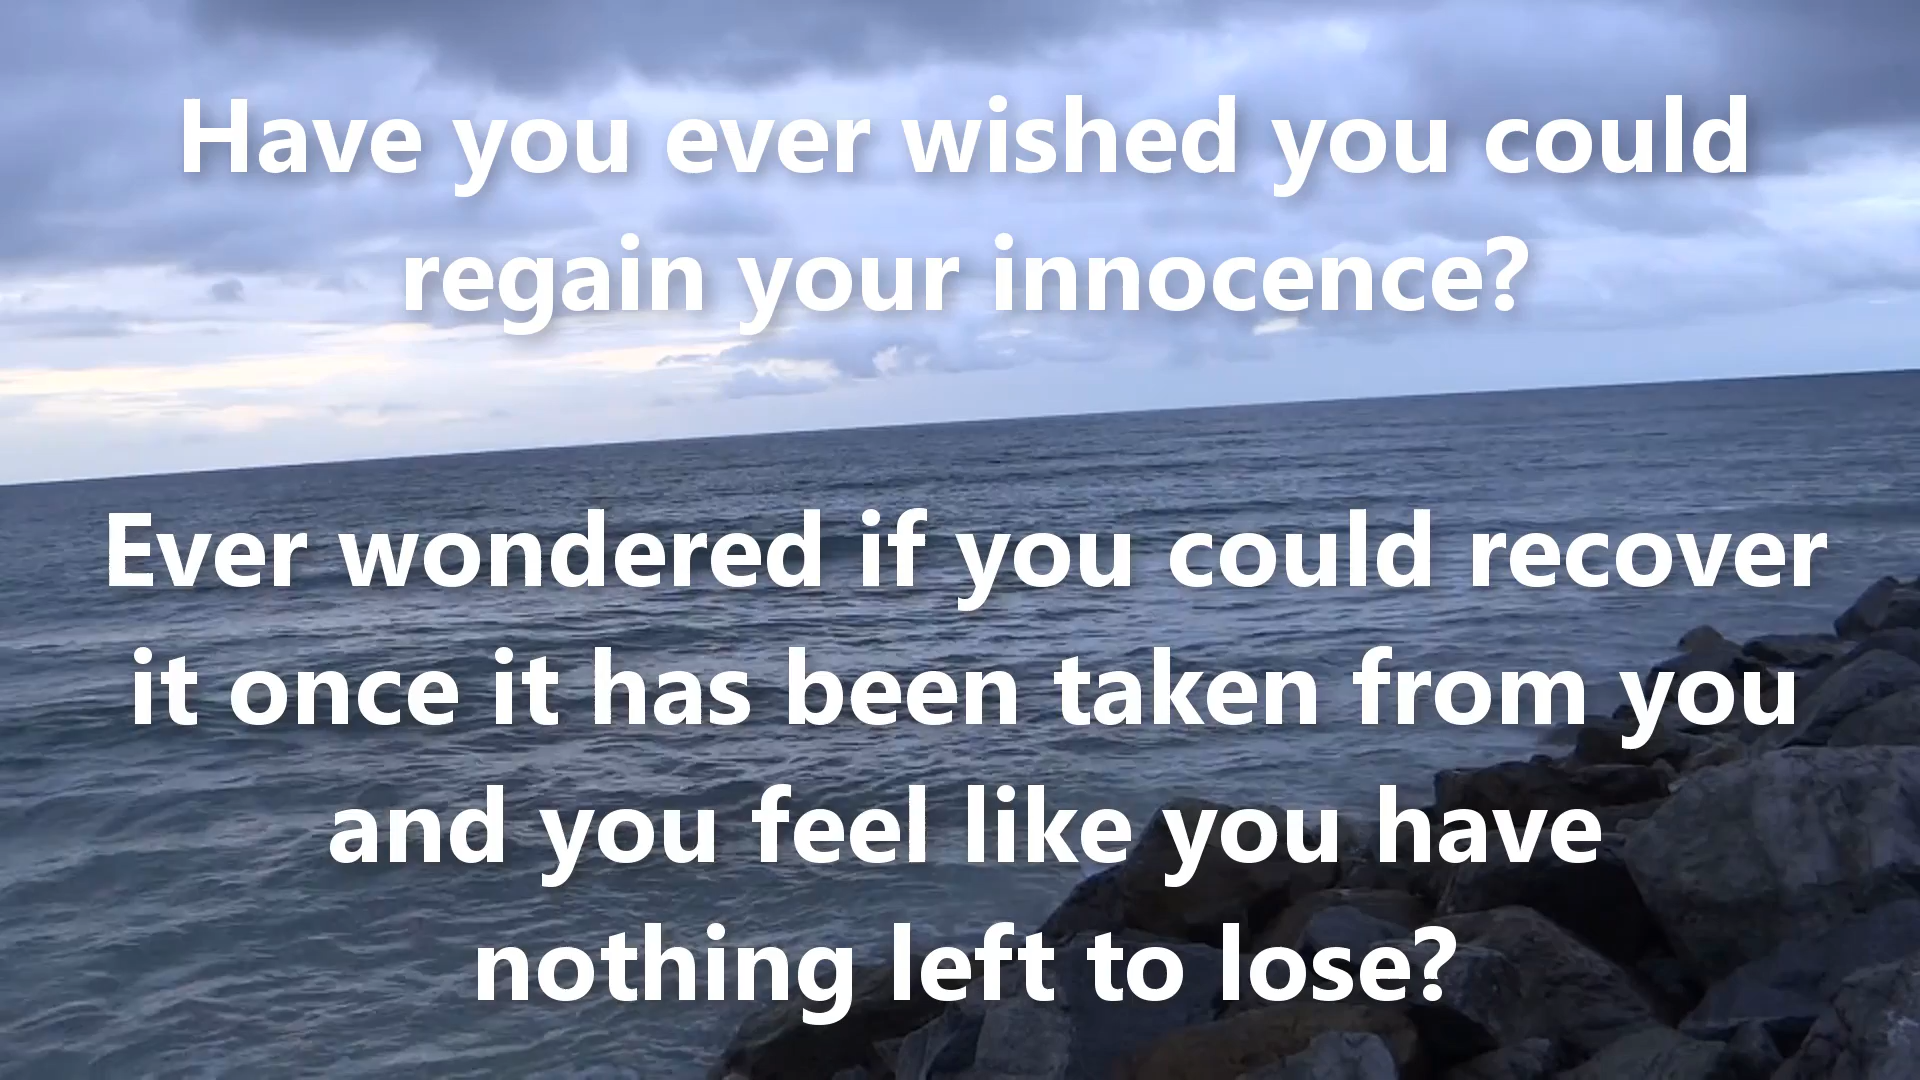 Have you ever wished you could
regain your innocence?
Ever wondered if you could recover
it once it has been taken from you
and you feel like you have
nothing left to lose?